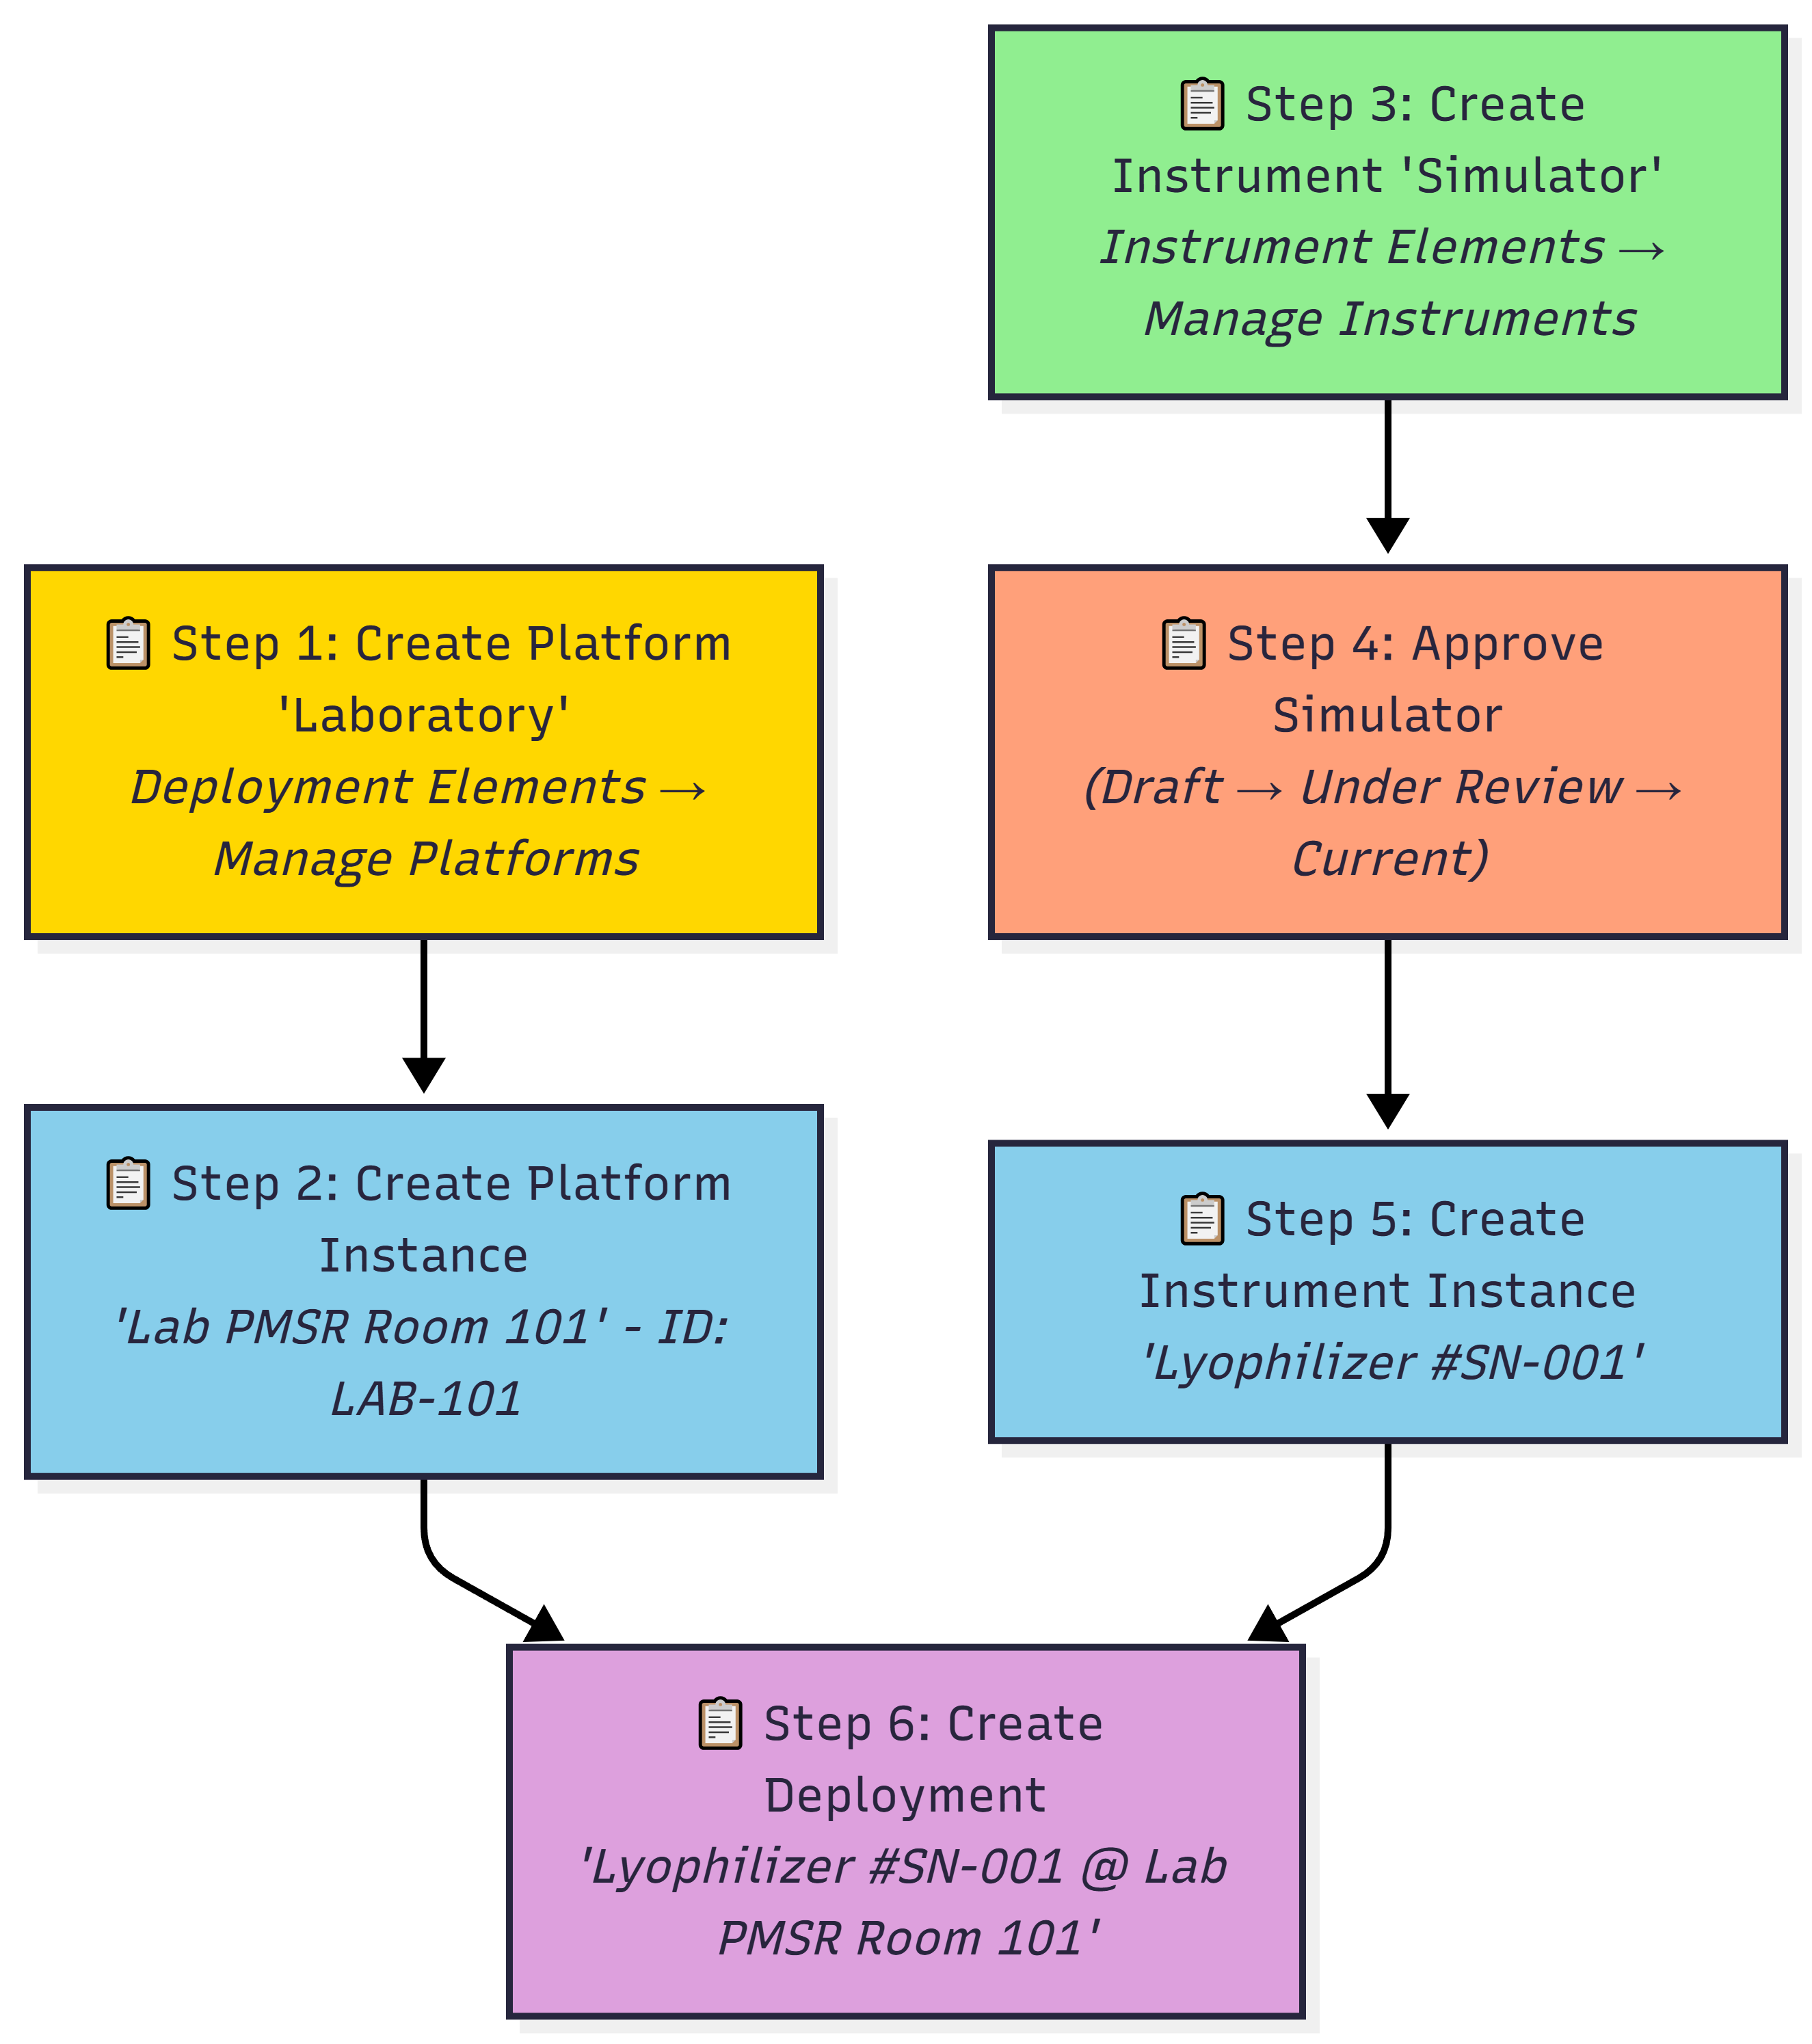 📋 Step 3: Create
Instrument 'Simulator'
Instrument Elements →
Manage Instruments
📋 Step 1: Create Platform
'Laboratory'
Deployment Elements →
Manage Platforms
📋 Step 4: Approve
Simulator
(Draft → Under Review →
Current)
📋 Step 2: Create Platform
Instance
'Lab PMSR Room 101' - ID:
LAB-101
📋 Step 5: Create
Instrument Instance
'Lyophilizer #SN-001'
📋 Step 6: Create
Deployment
'Lyophilizer #SN-001 @ Lab
PMSR Room 101'